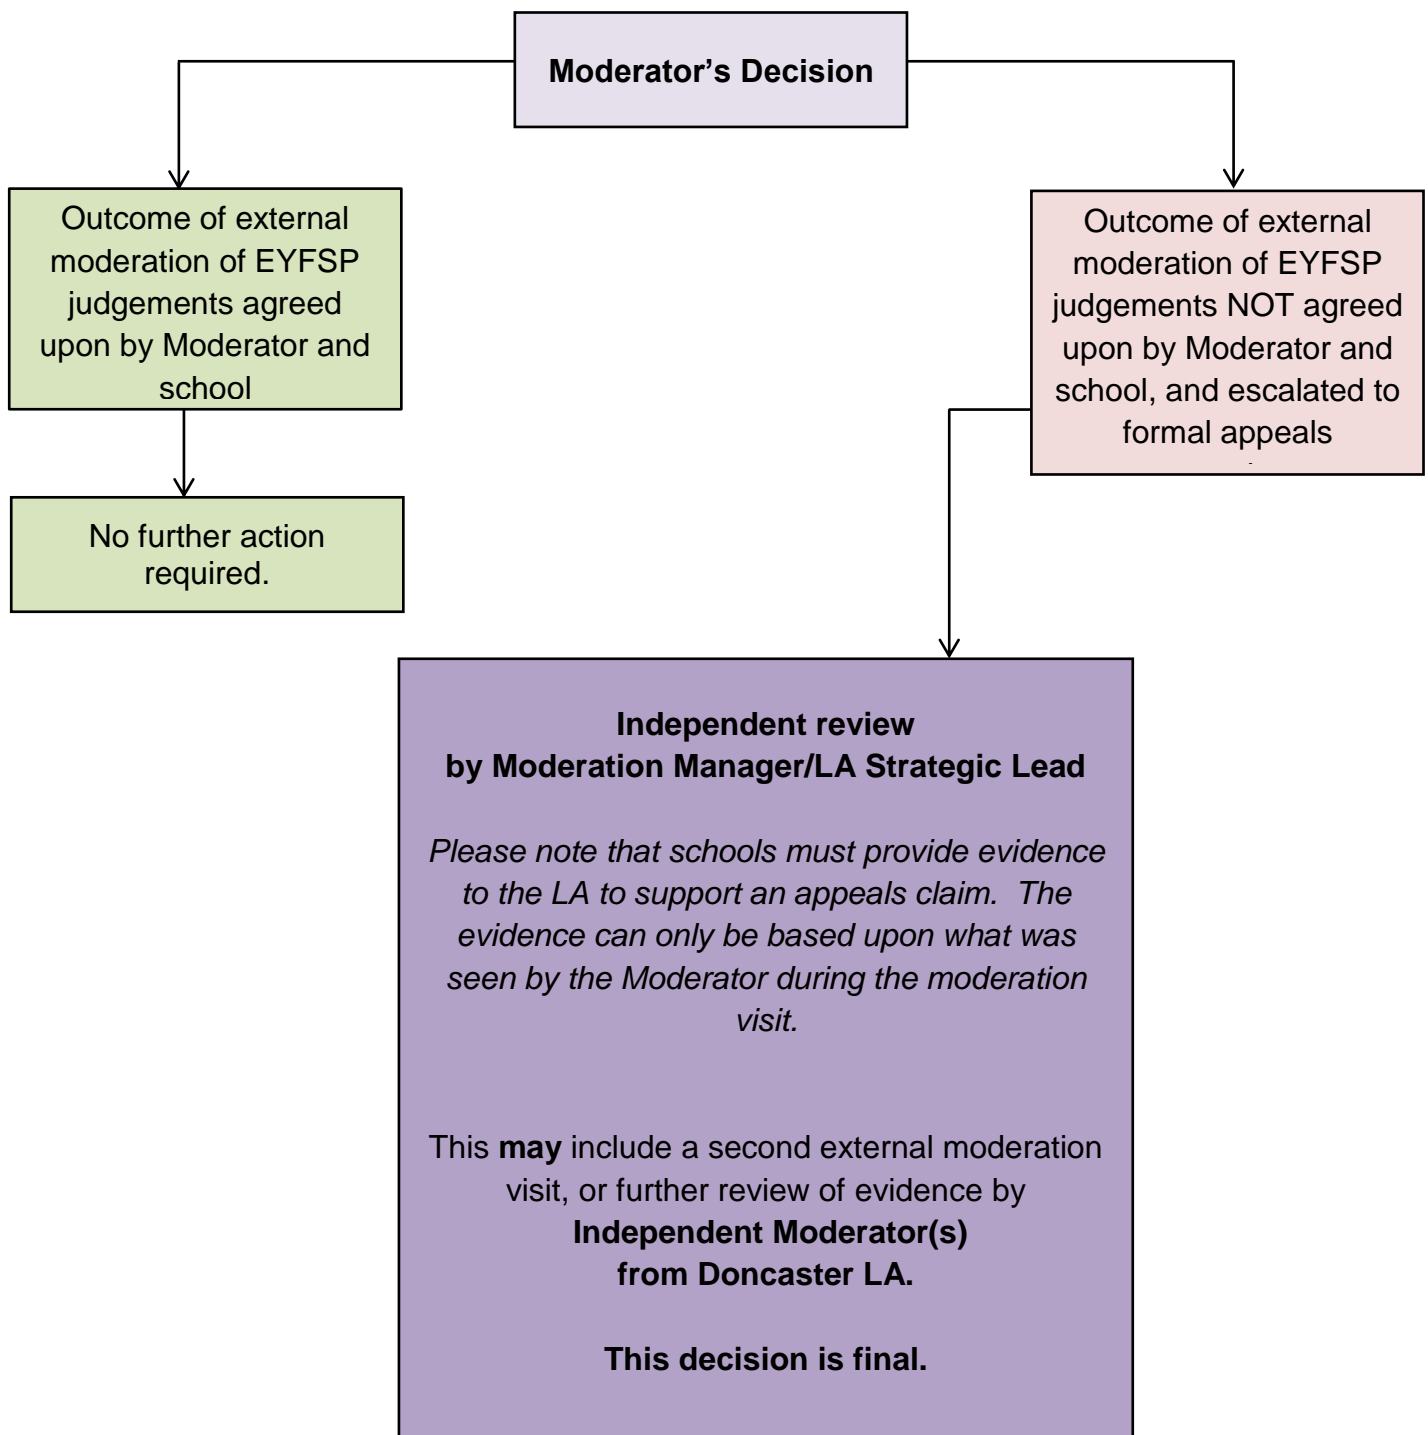 Moderator’s Decision
Outcome of external
moderation of EYFSP
judgements agreed
upon by Moderator and
school
Outcome of external
moderation of EYFSP
judgements NOT agreed
upon by Moderator and
school, and escalated to
formal appeals
No further action
required.
Independent review
by Moderation Manager/LA Strategic Lead
Please note that schools must provide evidence
to the LA to support an appeals claim.  The
evidence can only be based upon what was
seen by the Moderator during the moderation
visit.
This may include a second external moderation
visit, or further review of evidence by
Independent Moderator(s)
from Doncaster LA.
This decision is final.